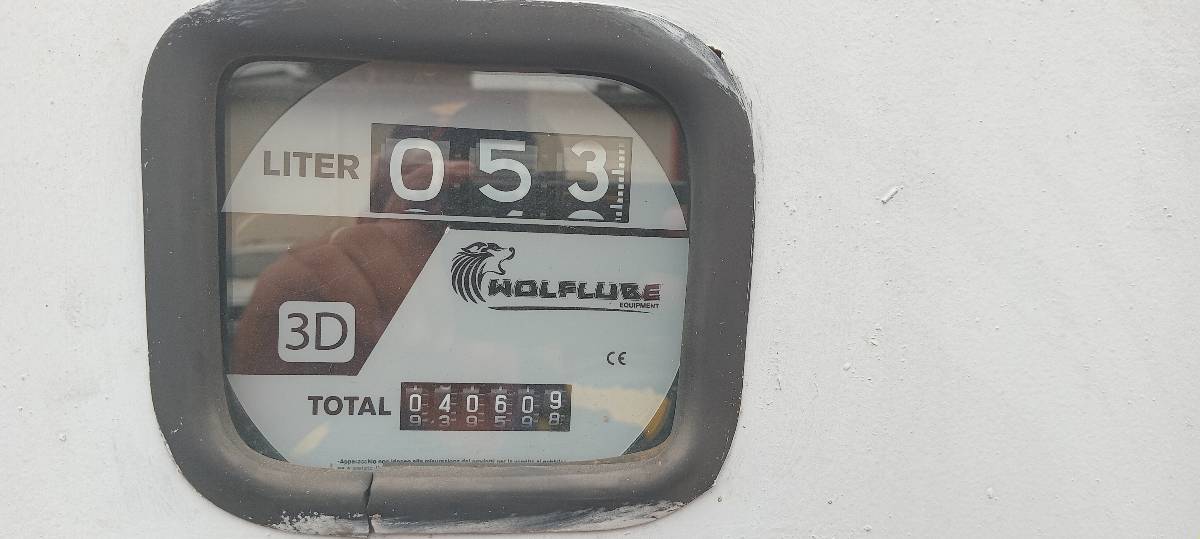 LITER 053
WOLFLUBE
EQUIPMENT
3D
CE
TOTAL 040609